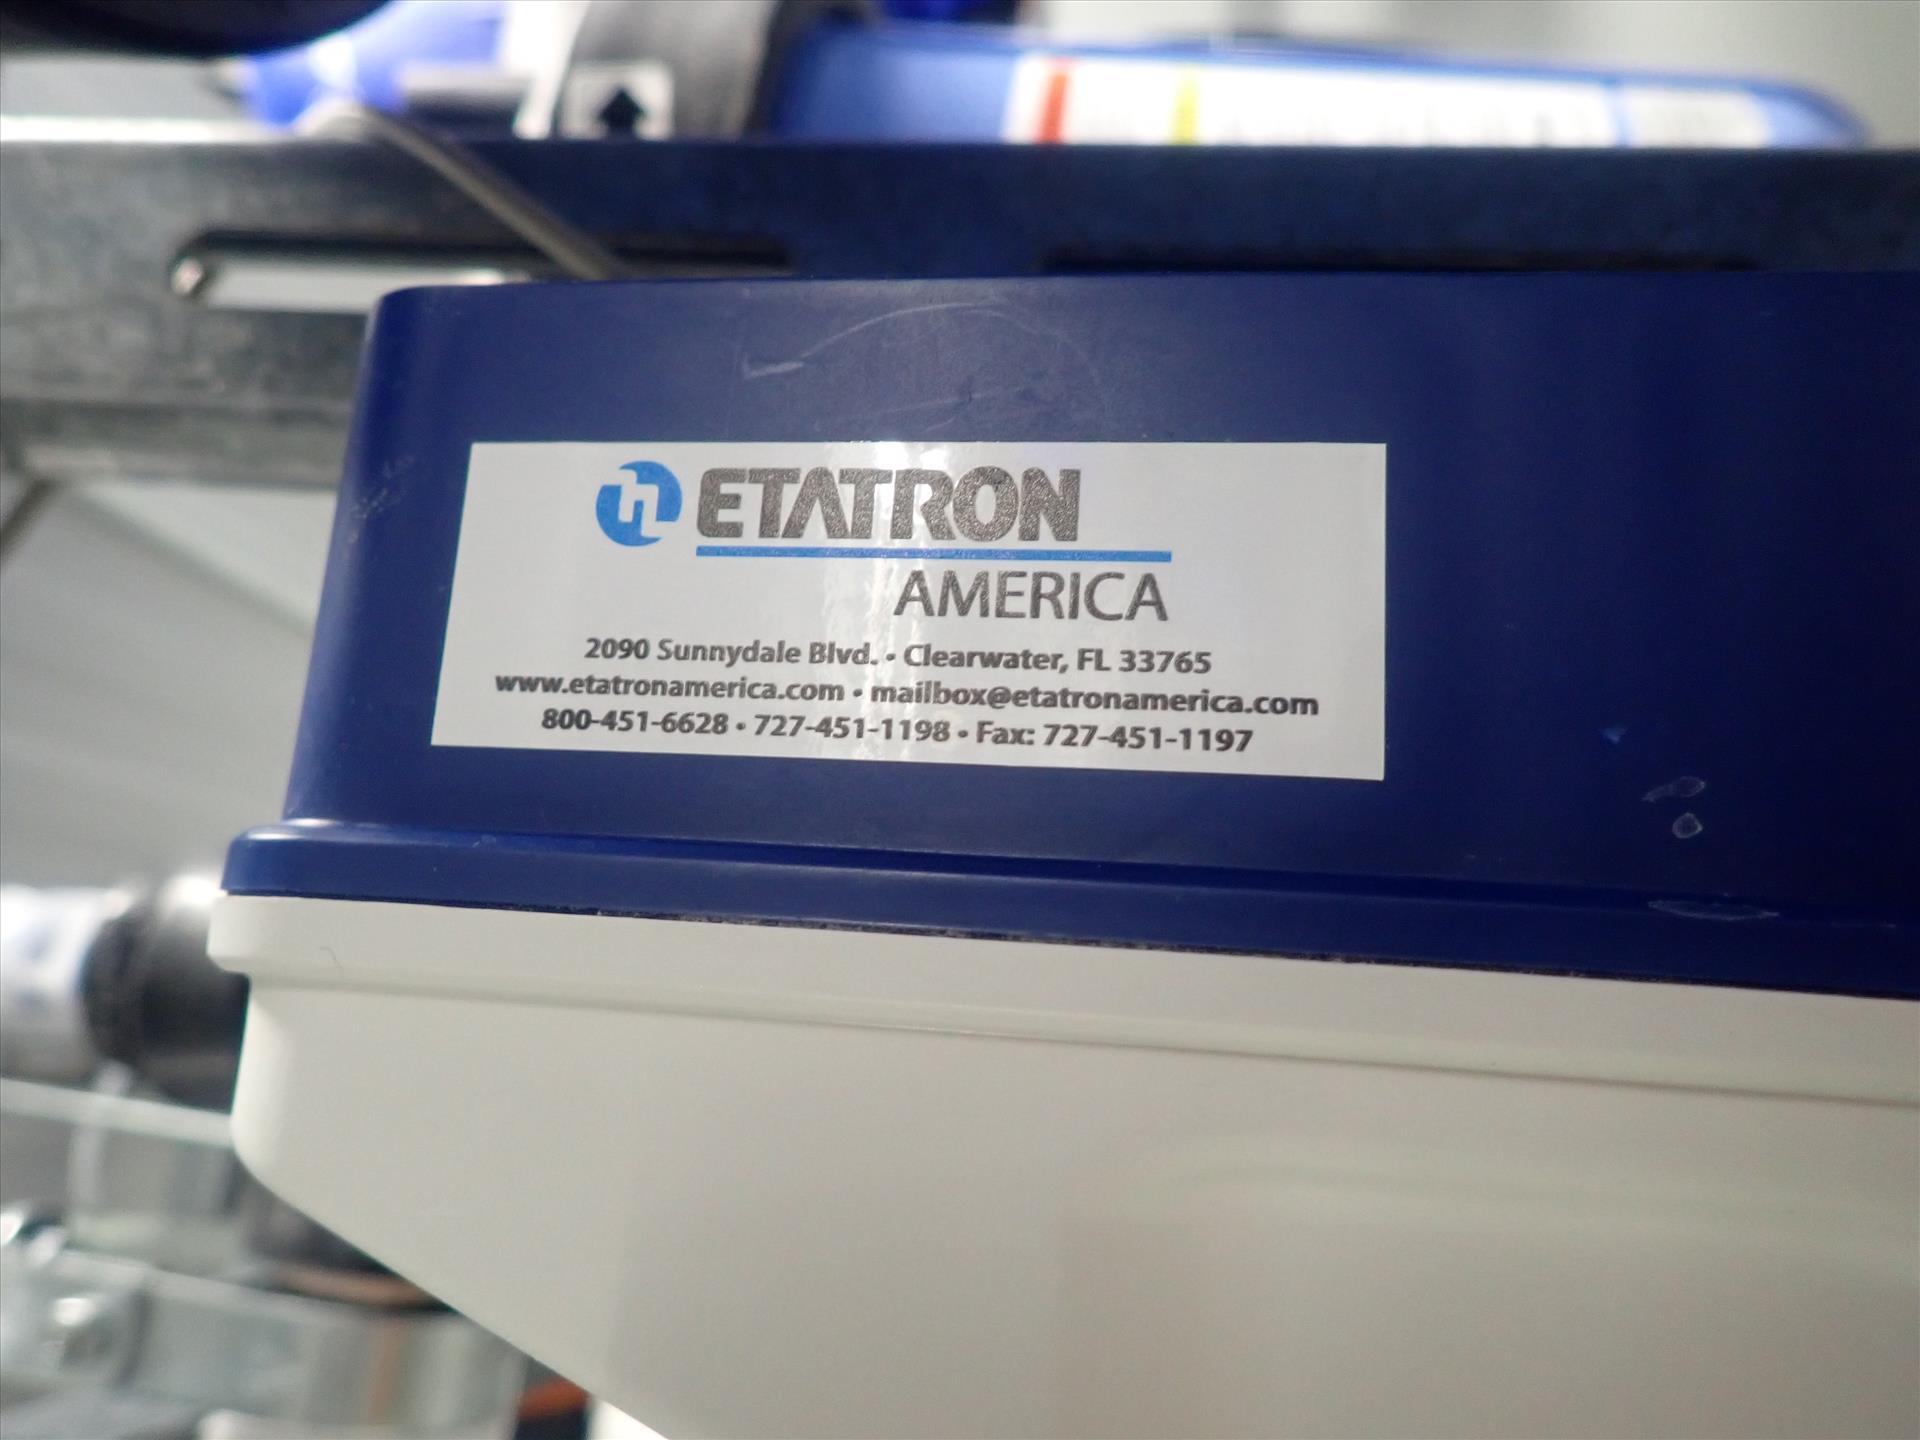 ETATRON
AMERICA
2090 Sunnydale Blvd. • Clearwater, FL 33765
www.etatronamerica.com • mailbox@etatronamerica.com
800-451-6628 • 727-451-1198 • Fax: 727-451-1197